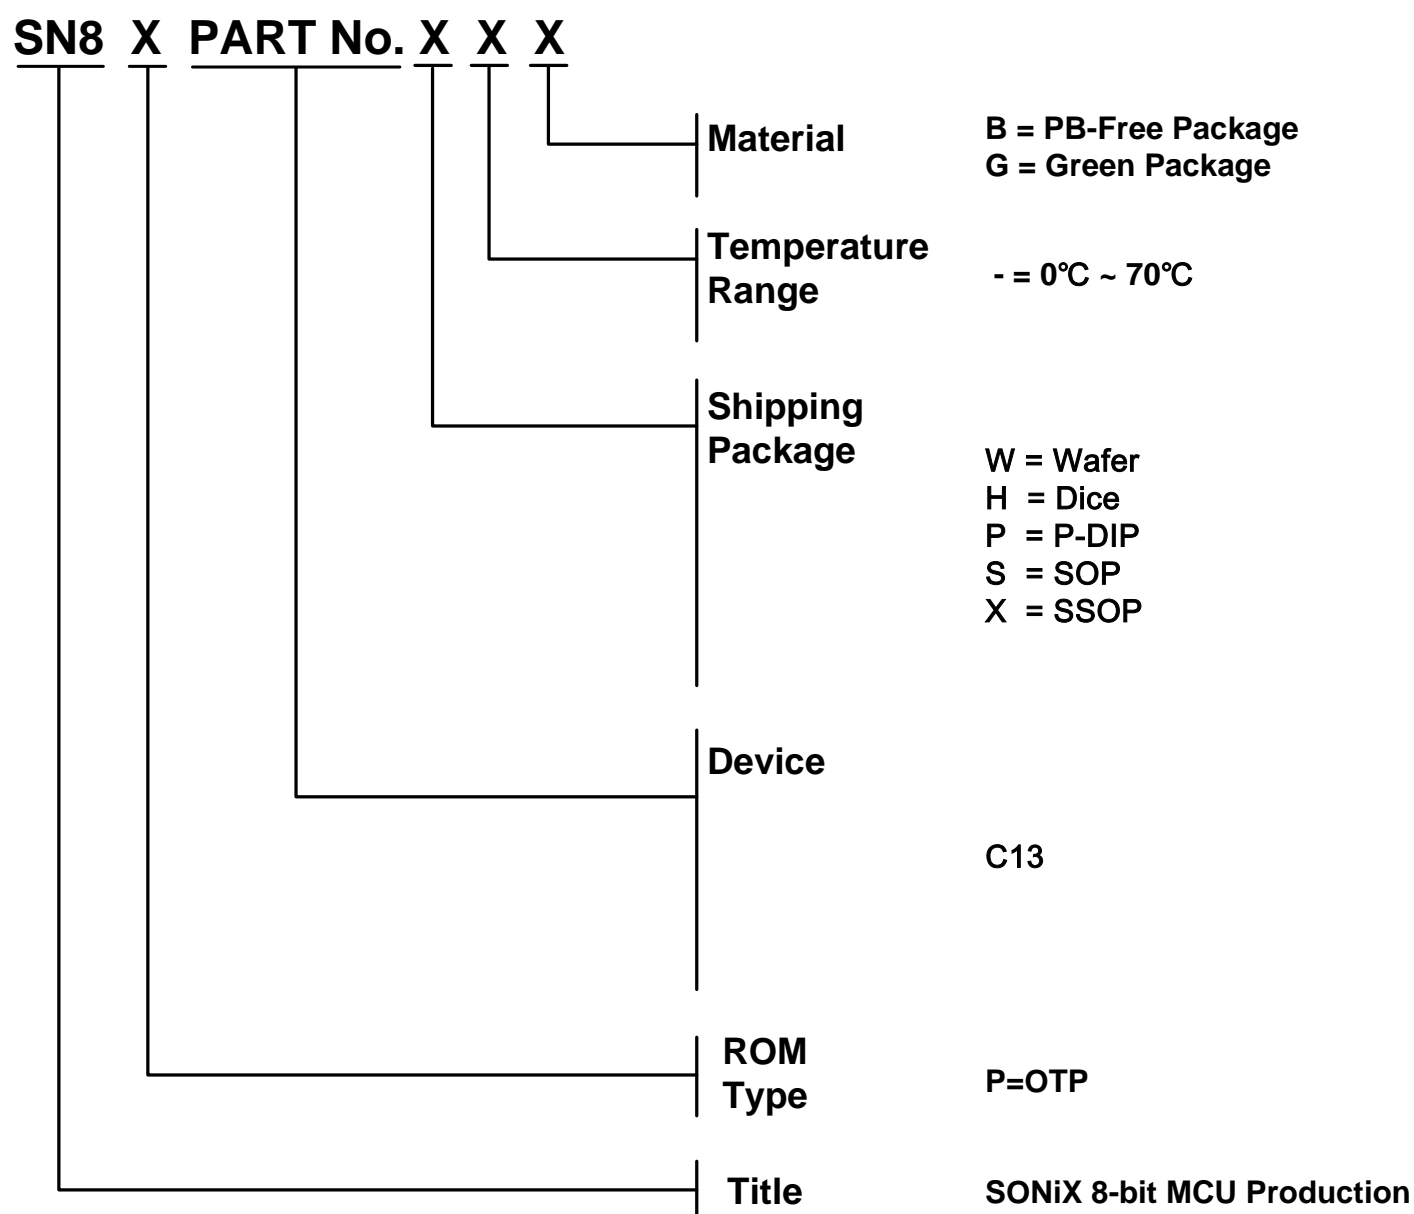 SN8 X PART No. X X X
Material
B = PB-Free Package
G = Green Package
Temperature
Range
- = 0℃ ~ 70℃
Shipping
Package
W = Wafer
H = Dice
P = P-DIP
S = SOP
X = SSOP
Device
C13
ROM
Type
P=OTP
Title
SONiX 8-bit MCU Production